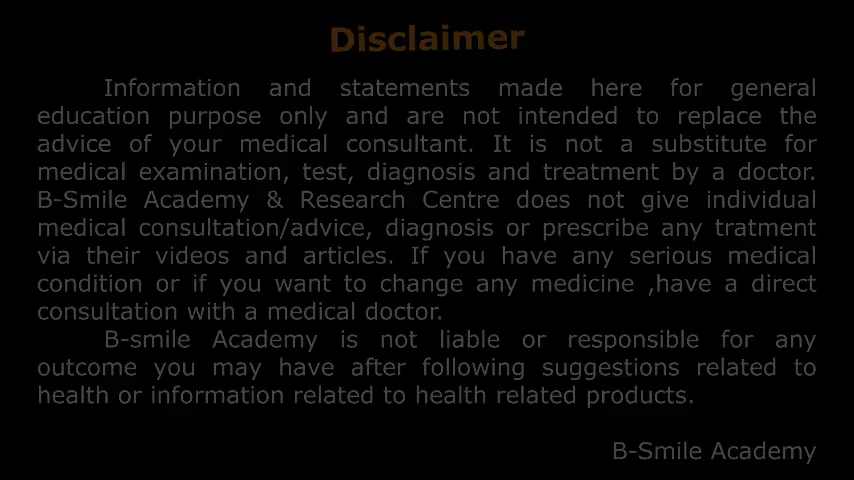 Disclaimer
Information and statements made here for general
education purpose only and are not intended to replace the
advice of your medical consultant. It is not a substitute for
medical examination, test, diagnosis and treatment by a doctor.
B-Smile Academy & Research Centre does not give individual
medical consultation/advice, diagnosis or prescribe any tratment
via their videos and articles. If you have any serious medical
condition or if you want to change any medicine ,have a direct
consultation with a medical doctor.
B-smile Academy is not liable or responsible for any
outcome you may have after following suggestions related to
health or information related to health related products.
B-Smile Academy